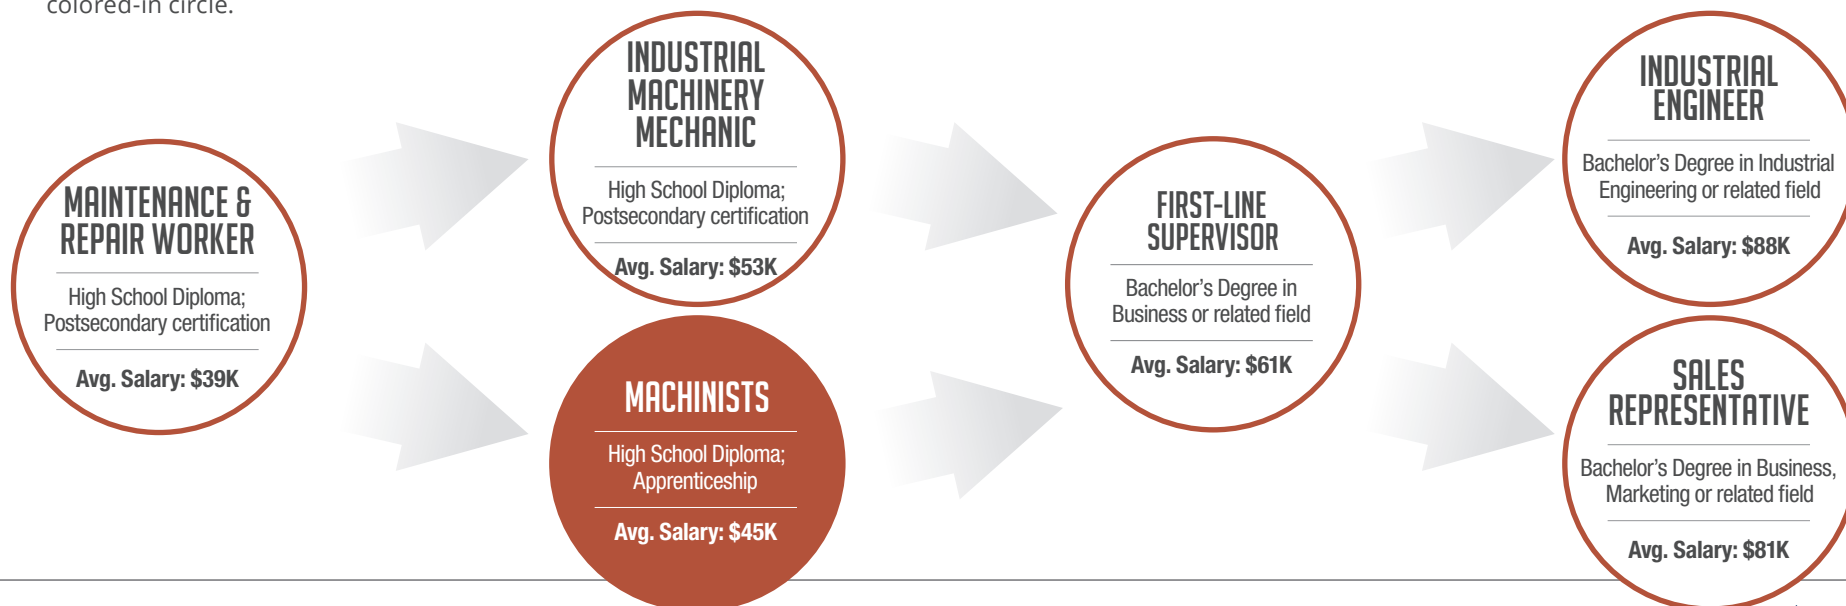 colored-in circle.
MAINTENANCE &
REPAIR WORKER
High School Diploma;
Postsecondary certification
Avg. Salary: $39K
INDUSTRIAL
MACHINERY
MECHANIC
High School Diploma;
Postsecondary certification
Avg. Salary: $53K
MACHINISTS
High School Diploma;
Apprenticeship
Avg. Salary: $45K
FIRST-LINE
SUPERVISOR
Bachelor's Degree in
Business or related field
Avg. Salary: $61K
INDUSTRIAL
ENGINEER
Bachelor's Degree in Industrial
Engineering or related field
Avg. Salary: $88K
SALES
REPRESENTATIVE
Bachelor's Degree in Business,
Marketing or related field
Avg. Salary: $81K